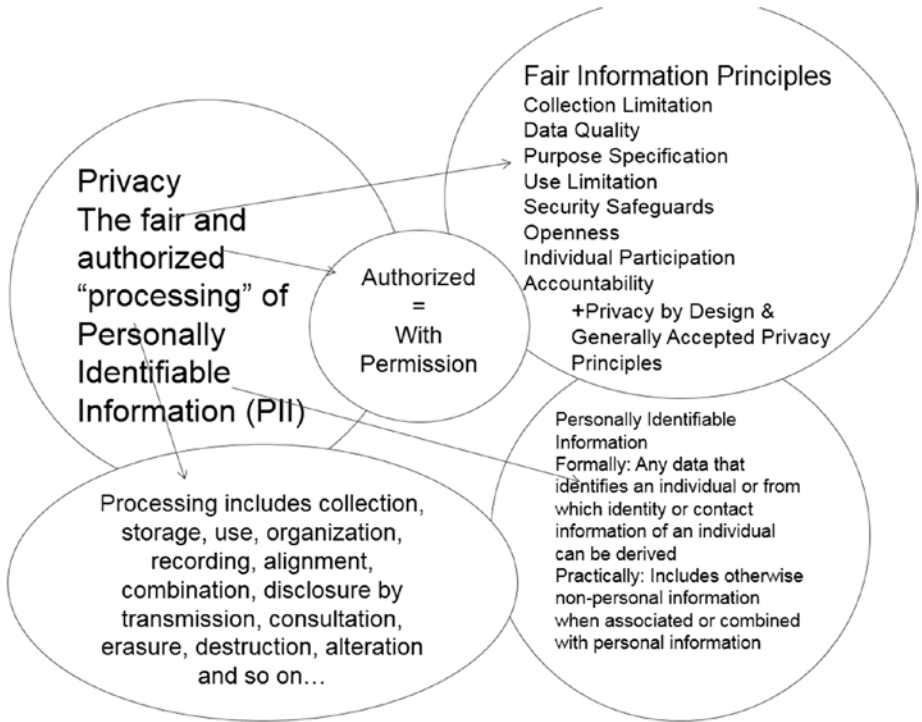 Privacy
The fair and
authorized
“processing” of
Personally
Identifiable
Information (PII)
Authorized
=
With
Permission
Fair Information Principles
Collection Limitation
Data Quality
Purpose Specification
Use Limitation
Security Safeguards
Openness
Individual Participation
Accountability
+Privacy by Design &
Generally Accepted Privacy
Principles
Processing includes collection,
storage, use, organization,
recording, alignment,
combination, disclosure by
transmission, consultation,
erasure, destruction, alteration
and so on…
Personally Identifiable
Information
Formally: Any data that
identifies an individual or from
which identity or contact
information of an individual
can be derived
Practically: Includes otherwise
non-personal information
when associated or combined
with personal information